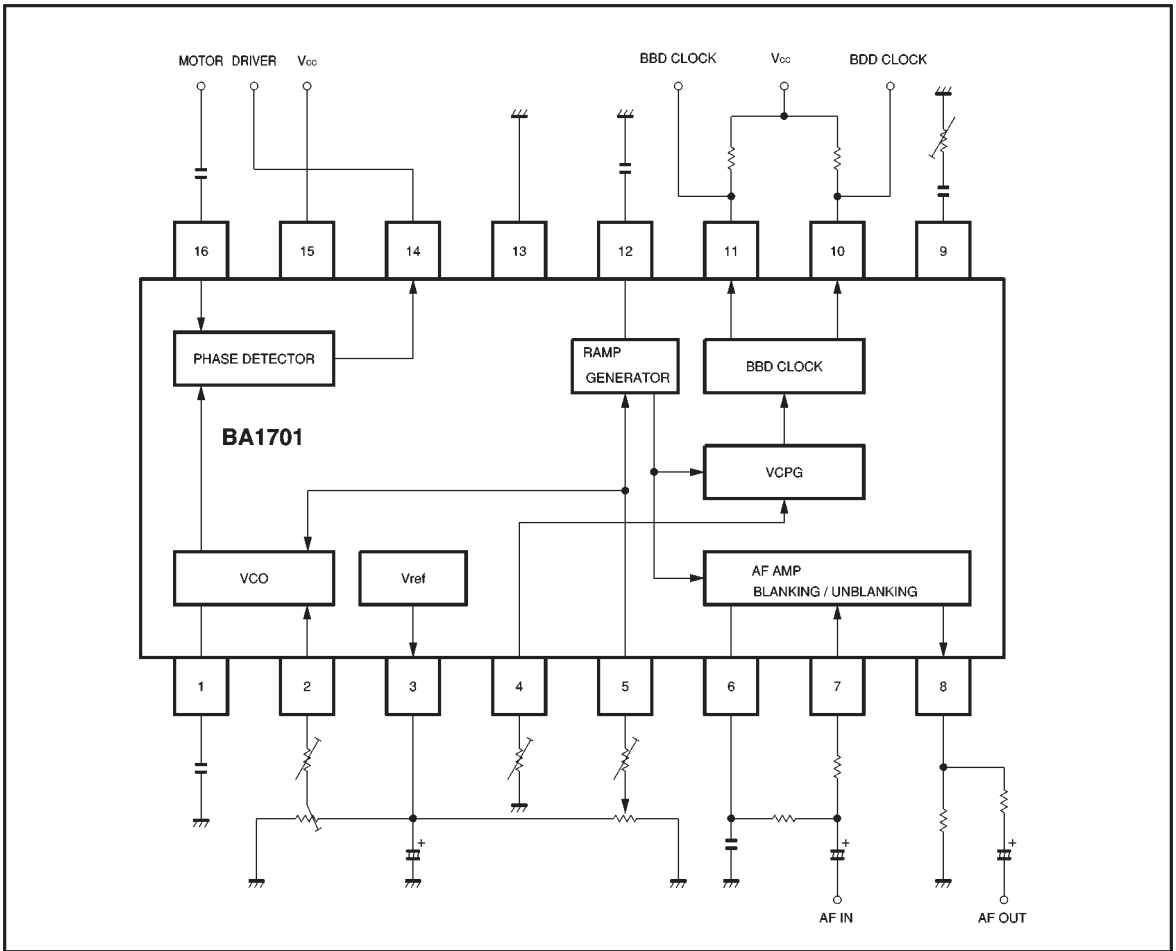 MOTOR DRIVER Vcc BBD CLOCK Vcc BDD CLOCK
16 15 14 13 12 11 10 9
PHASE DETECTOR
RAMP
GENERATOR
BBD CLOCK
BA1701
VCPG
VCO
Vref
AF AMP
BLANKING / UNBLANKING
1 2 3 4 5 6 7 8
+ + +
AF IN AF OUT